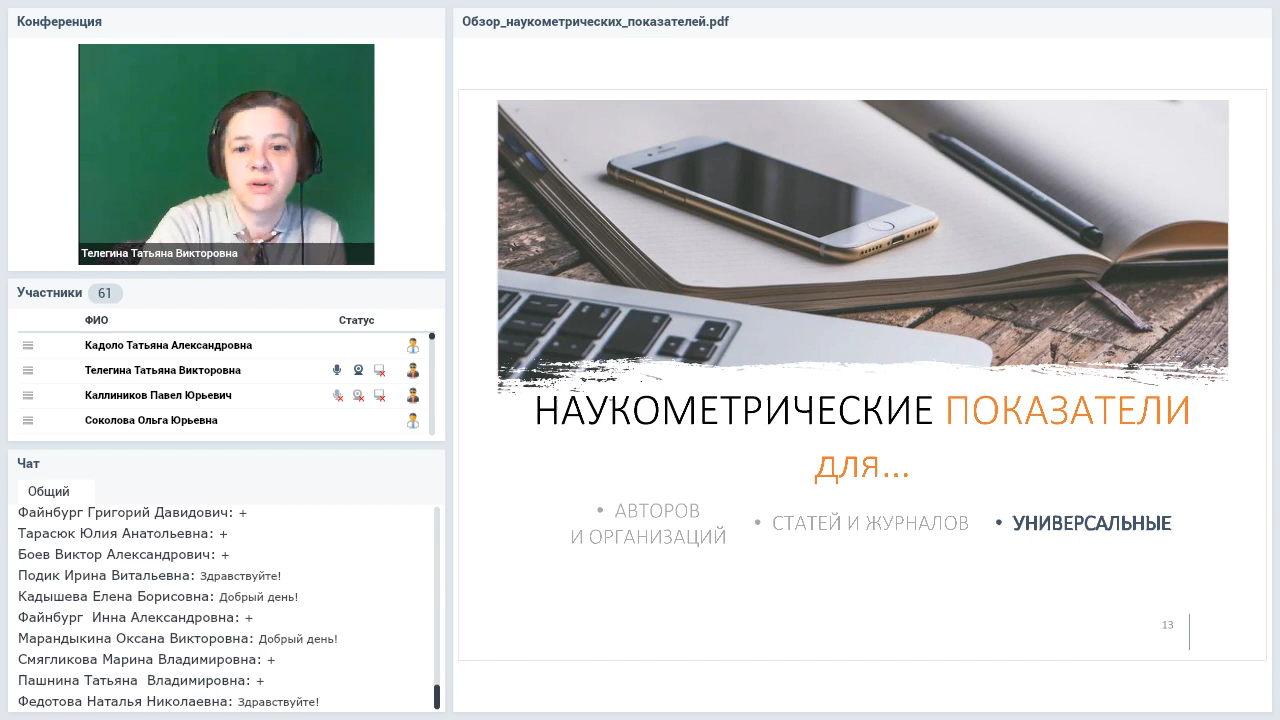 Конференция
Телегина Татьяна Викторовна
Участники 61
ФИО Статус
Кадоло Татьяна Александровна
Телегина Татьяна Викторовна
Каллиников Павел Юрьевич
Соколова Ольга Юрьевна
Чат
Общий
Файнбург Григорий Давидович: +
Тарасюк Юлия Анатольевна: +
Боев Виктор Александрович: +
Подик Ирина Витальевна: Здравствуйте!
Кадышева Елена Борисовна: Добрый день!
Файнбург  Инна Александровна: +
Марандыкина Оксана Викторовна: Добрый день!
Смягликова Марина Владимировна: +
Пашнина Татьяна  Владимировна: +
Федотова Наталья Николаевна: Здравствуйте!
Обзор_наукометрических_показателей.pdf
НАУКОМЕТРИЧЕСКИЕ ПОКАЗАТЕЛИ
для...
• АВТОРОВ
И ОРГАНИЗАЦИЙ
• СТАТЕЙ И ЖУРНАЛОВ
• УНИВЕРСАЛЬНЫЕ
13